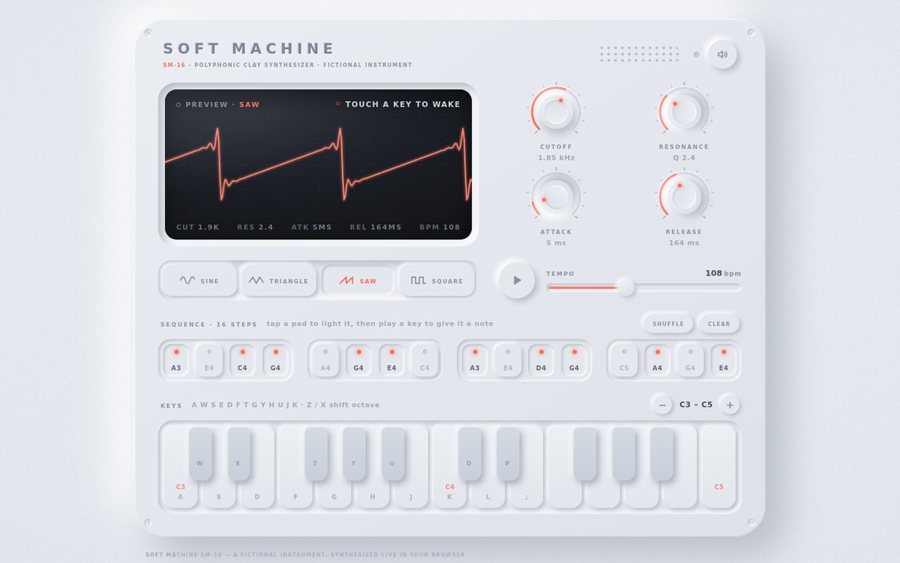 SOFT MACHINE
SM-16 · POLYPHONIC CLAY SYNTHESIZER · FICTIONAL INSTRUMENT
PREVIEW · SAW
TOUCH A KEY TO WAKE
CUT 1.9K RES 2.4 ATK 5MS REL 164MS BPM 108
CUTOFF
1.85 kHz
RESONANCE
Q 2.4
ATTACK
5 ms
RELEASE
164 ms
SINE TRIANGLE SAW SQUARE
TEMPO 108 bpm
SEQUENCE · 16 STEPS tap a pad to light it, then play a key to give it a note
SHUFFLE CLEAR
A3 E4 C4 G4 A4 G4 E4 C4 A3 E4 D4 G4 C5 A4 G4 E4
KEYS A W S E D F T G Y H U J K · Z / X shift octave
− C3 – C5 +
W E T Y U O P
C3 C4 C5
A S D F G H J K L ;
SOFT MACHINE SM-16 — A FICTIONAL INSTRUMENT, SYNTHESIZED LIVE IN YOUR BROWSER